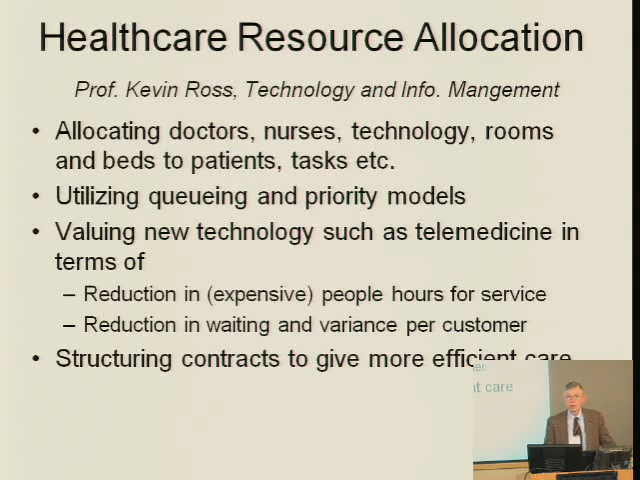 Healthcare Resource Allocation
Prof. Kevin Ross, Technology and Info. Mangement
• Allocating doctors, nurses, technology, rooms
and beds to patients, tasks etc.
• Utilizing queueing and priority models
• Valuing new technology such as telemedicine in
terms of
– Reduction in (expensive) people hours for service
– Reduction in waiting and variance per customer
• Structuring contracts to give more efficient care
nt care